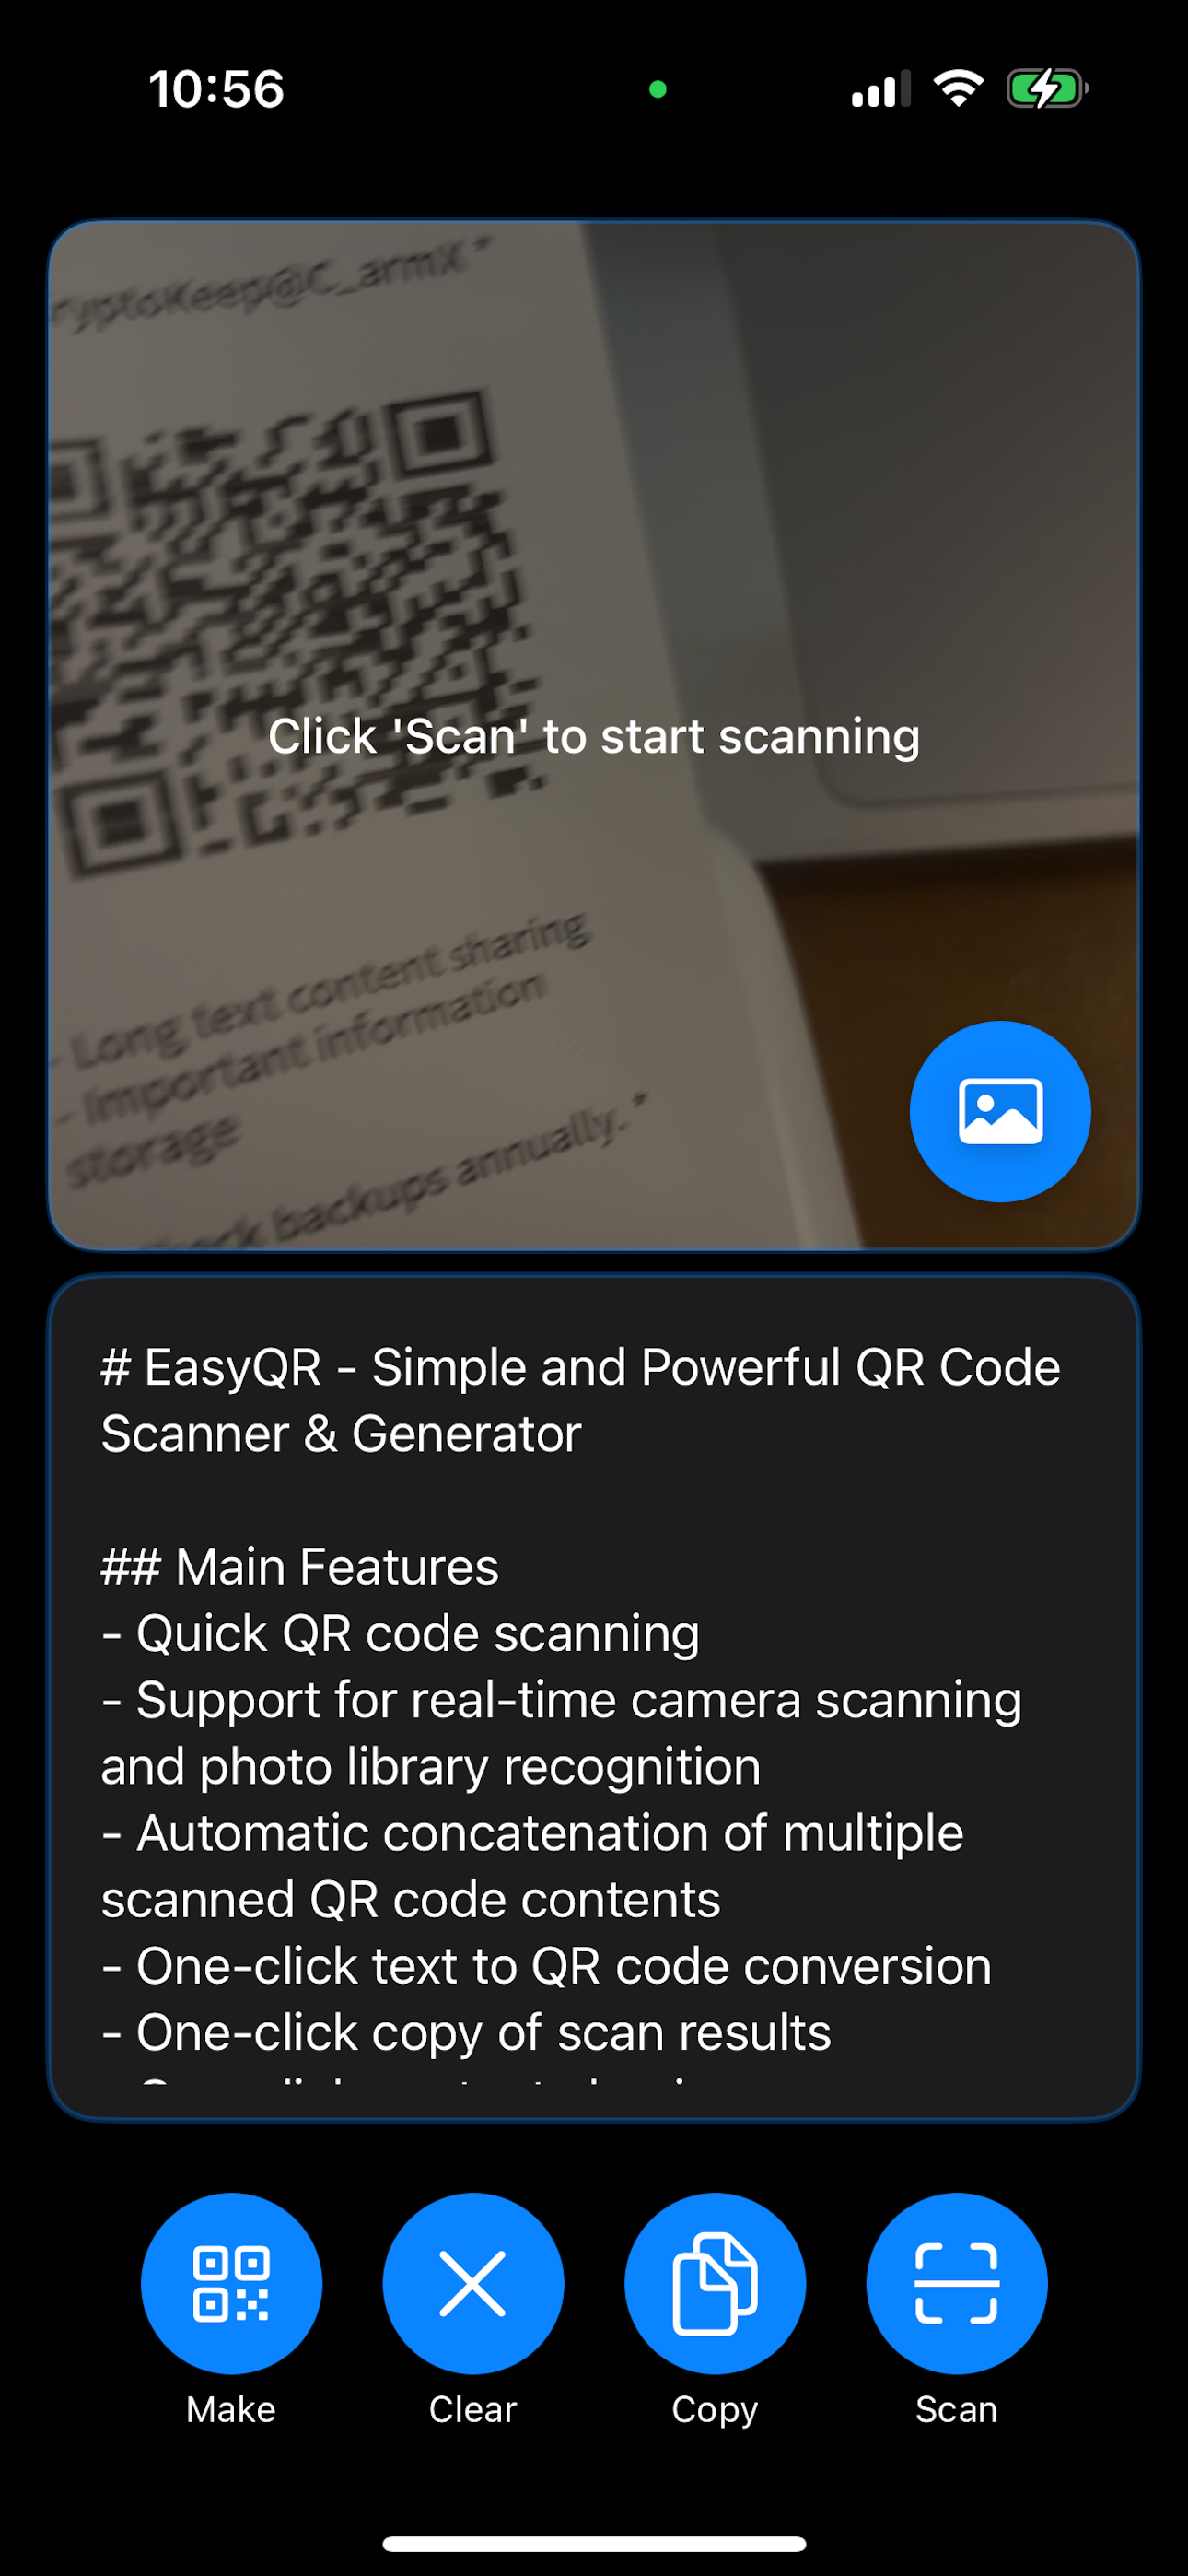 10:56
ryptoKeep@C_armX *
Click 'Scan' to start scanning
- Long text content sharing
- Important information
storage
backups annually. *
# EasyQR - Simple and Powerful QR Code
Scanner & Generator
## Main Features
- Quick QR code scanning
- Support for real-time camera scanning
and photo library recognition
- Automatic concatenation of multiple
scanned QR code contents
- One-click text to QR code conversion
- One-click copy of scan results
Make
Clear
Copy
Scan